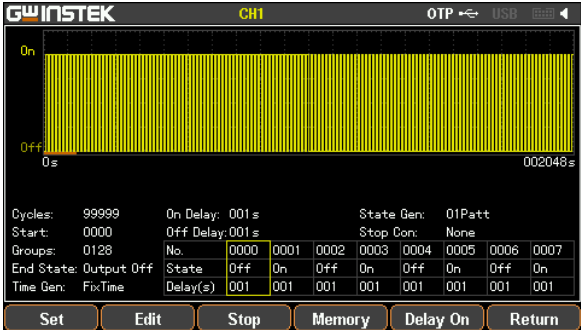 GWINSTEK CH1 OTP USB
On
Off
0s 002048s
Cycles: 99999 On Delay: 001s State Gen: 01Patt
Start: 0000 Off Delay: 001s Stop Con: None
Groups: 0128 No. 0000 0001 0002 0003 0004 0005 0006 0007
End State: Output Off State Off On Off On Off On Off On
Time Gen: FixTime Delay(s) 001 001 001 001 001 001 001 001
Set Edit Stop Memory Delay On Return